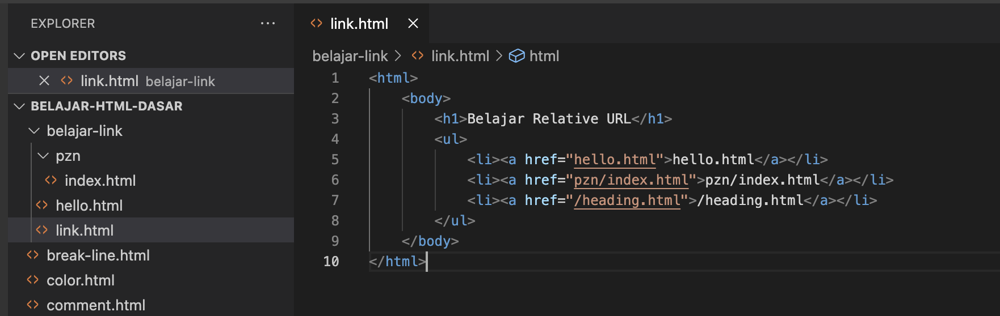 EXPLORER ...
OPEN EDITORS
link.html belajar-link
BELAJAR-HTML-DASAR
belajar-link
pzn
index.html
hello.html
link.html
break-line.html
color.html
comment.html
link.html
belajar-link > link.html > html
1 <html>
2 <body>
3 <h1>Belajar Relative URL</h1>
4 <ul>
5 <li><a href="hello.html">hello.html</a></li>
6 <li><a href="pzn/index.html">pzn/index.html</a></li>
7 <li><a href="/heading.html">/heading.html</a></li>
8 </ul>
9 </body>
10 </html>